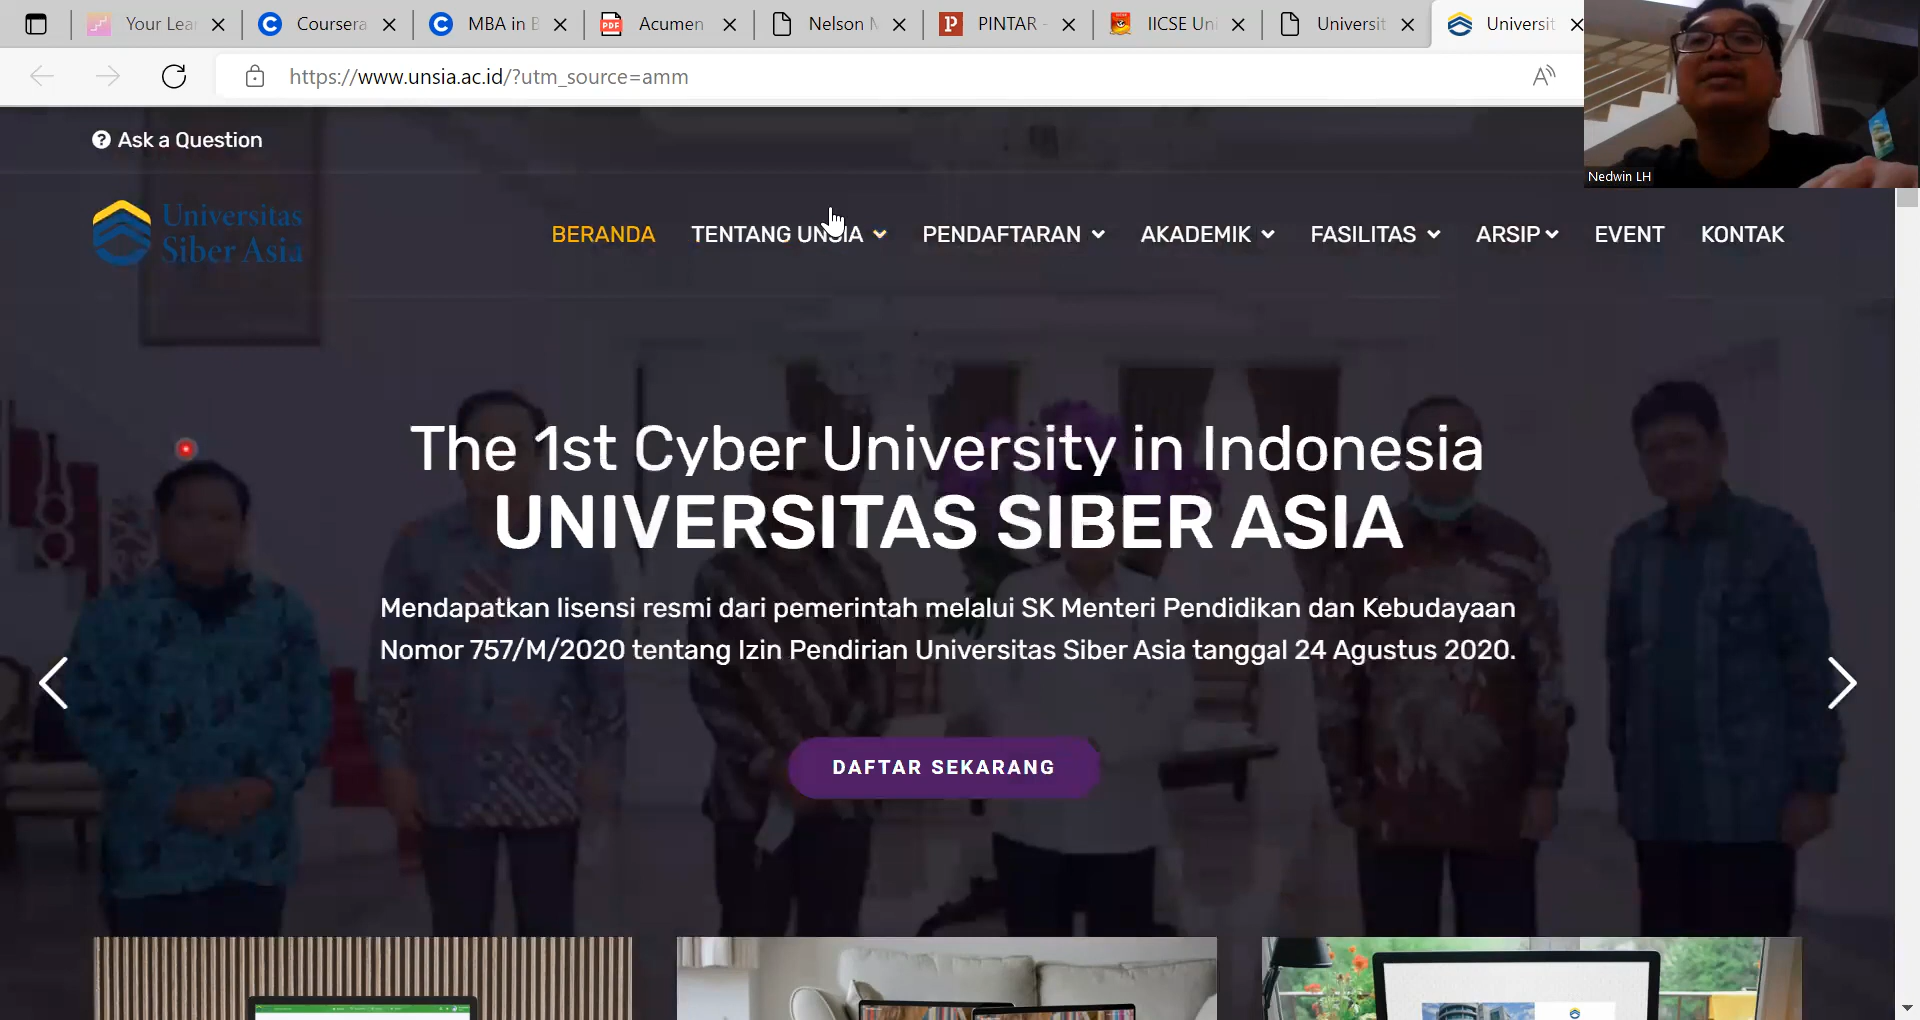 Your Lea
Coursera
MBA in B
PDF
Acumen
Nelson M
PINTAR -
IICSE Uni
Universit
Universit
https://www.unsia.ac.id/?utm_source=amm
Nedwin LH
Ask a Question
Universitas
Siber Asia
BERANDA
TENTANG UNSIA
PENDAFTARAN
AKADEMIK
FASILITAS
ARSIP
EVENT
KONTAK
The 1st Cyber University in Indonesia
UNIVERSITAS SIBER ASIA
Mendapatkan lisensi resmi dari pemerintah melalui SK Menteri Pendidikan dan Kebudayaan
Nomor 757/M/2020 tentang Izin Pendirian Universitas Siber Asia tanggal 24 Agustus 2020.
DAFTAR SEKARANG